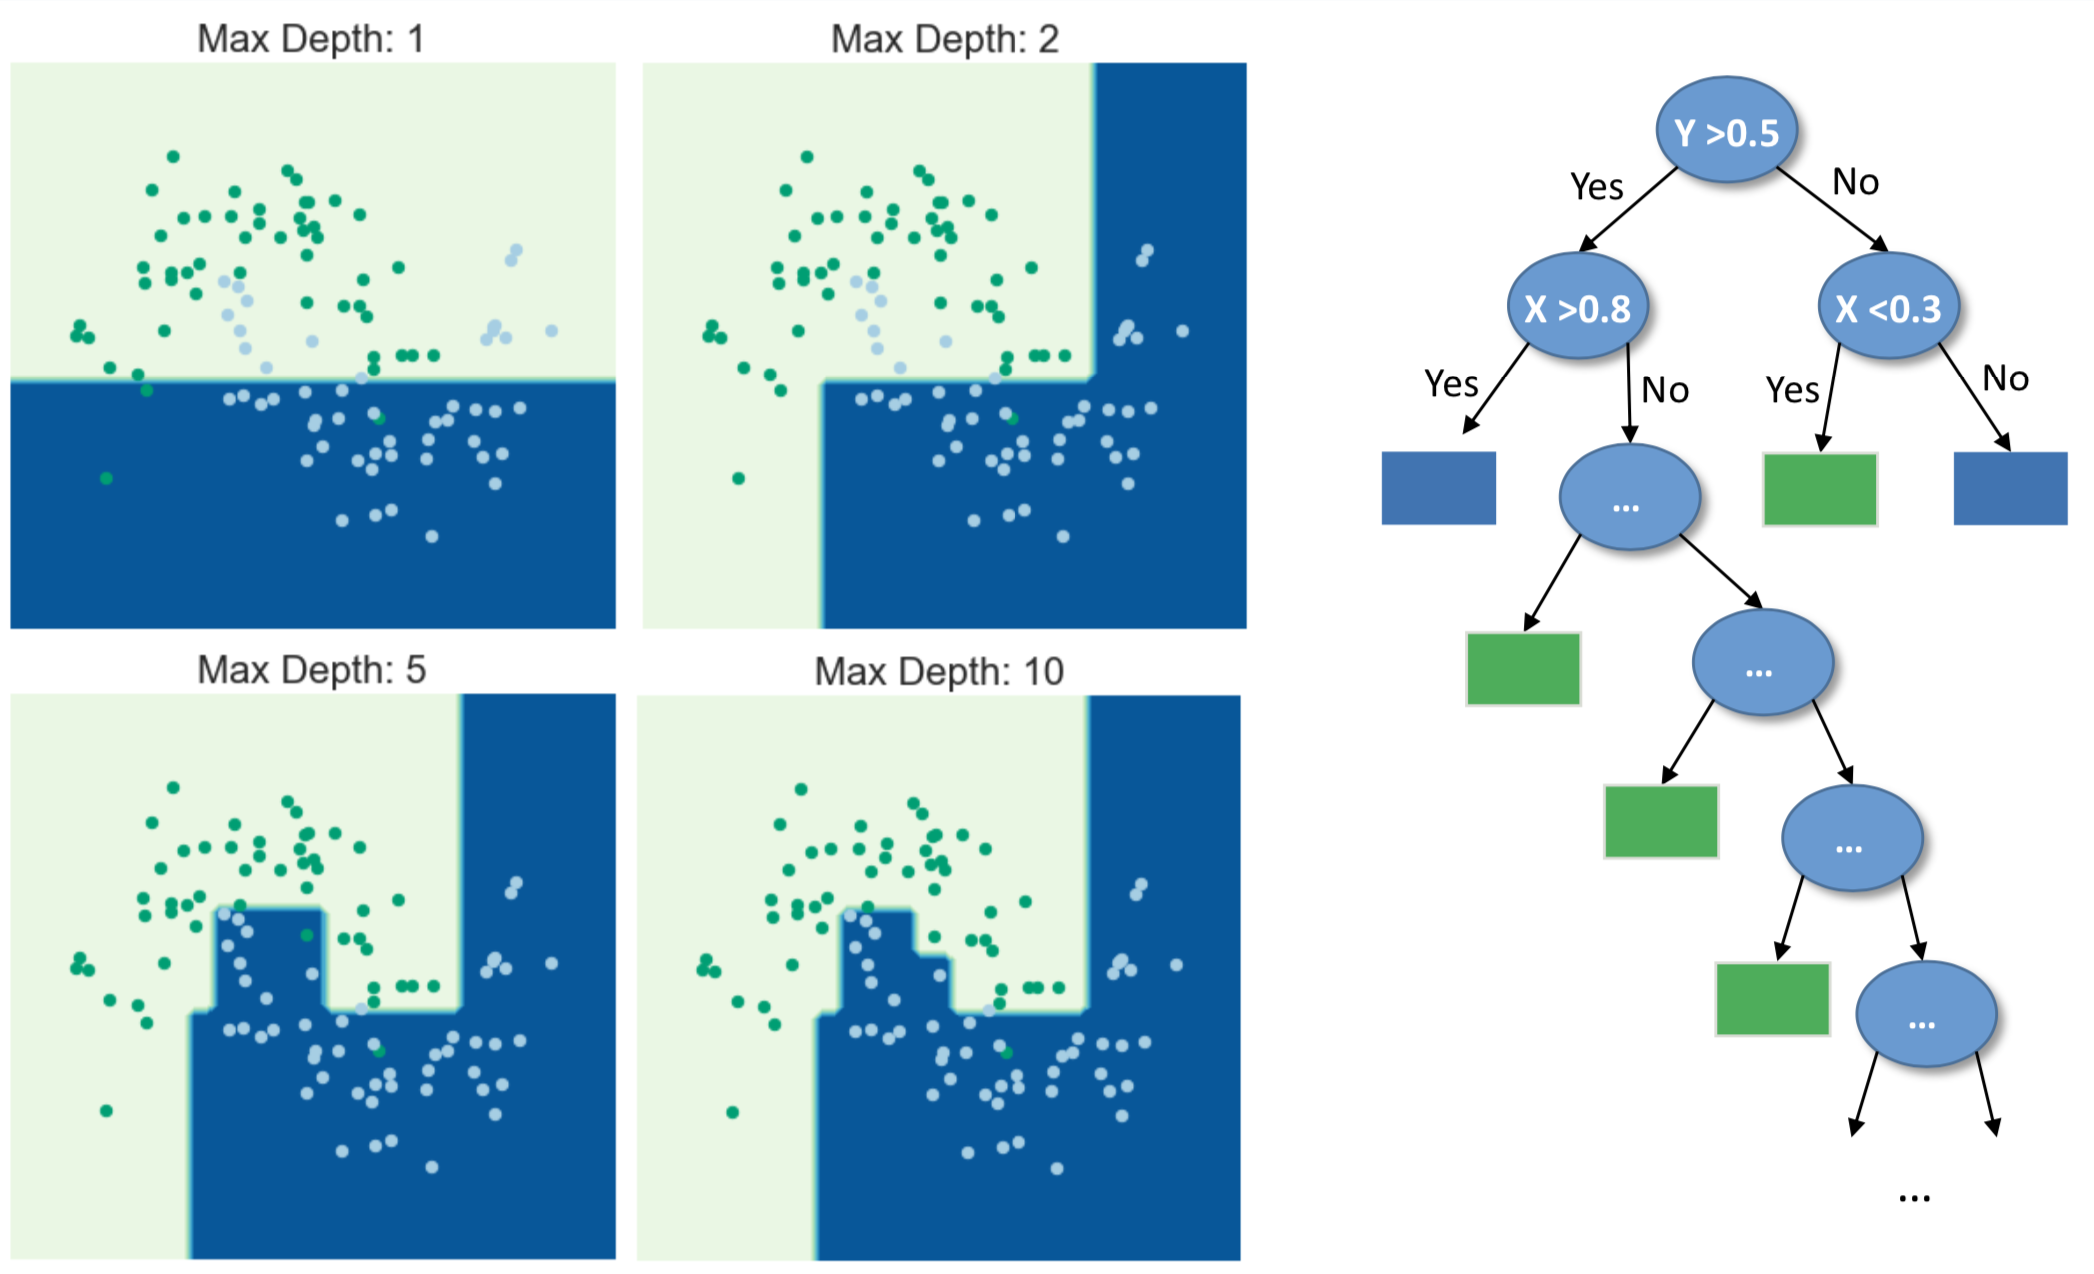 Max Depth: 1
Max Depth: 2
Max Depth: 5
Max Depth: 10
Y >0.5
Yes
No
X >0.8
X <0.3
Yes
No
Yes
No
...
...
...
...
...